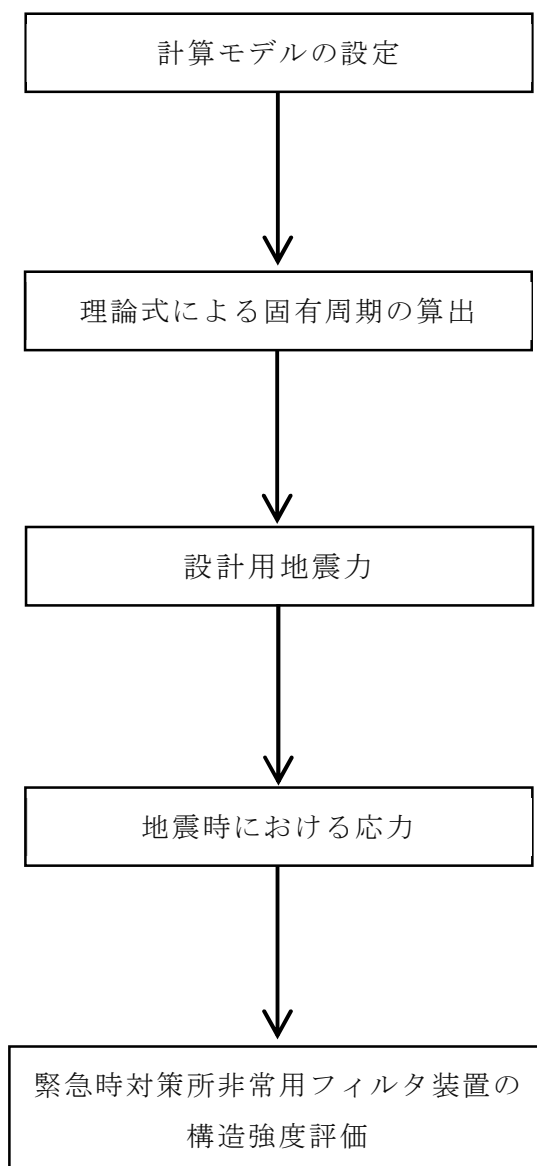 計算モデルの設定
理論式による固有周期の算出
設計用地震力
地震時における応力
緊急時対策所非常用フィルタ装置の
構造強度評価